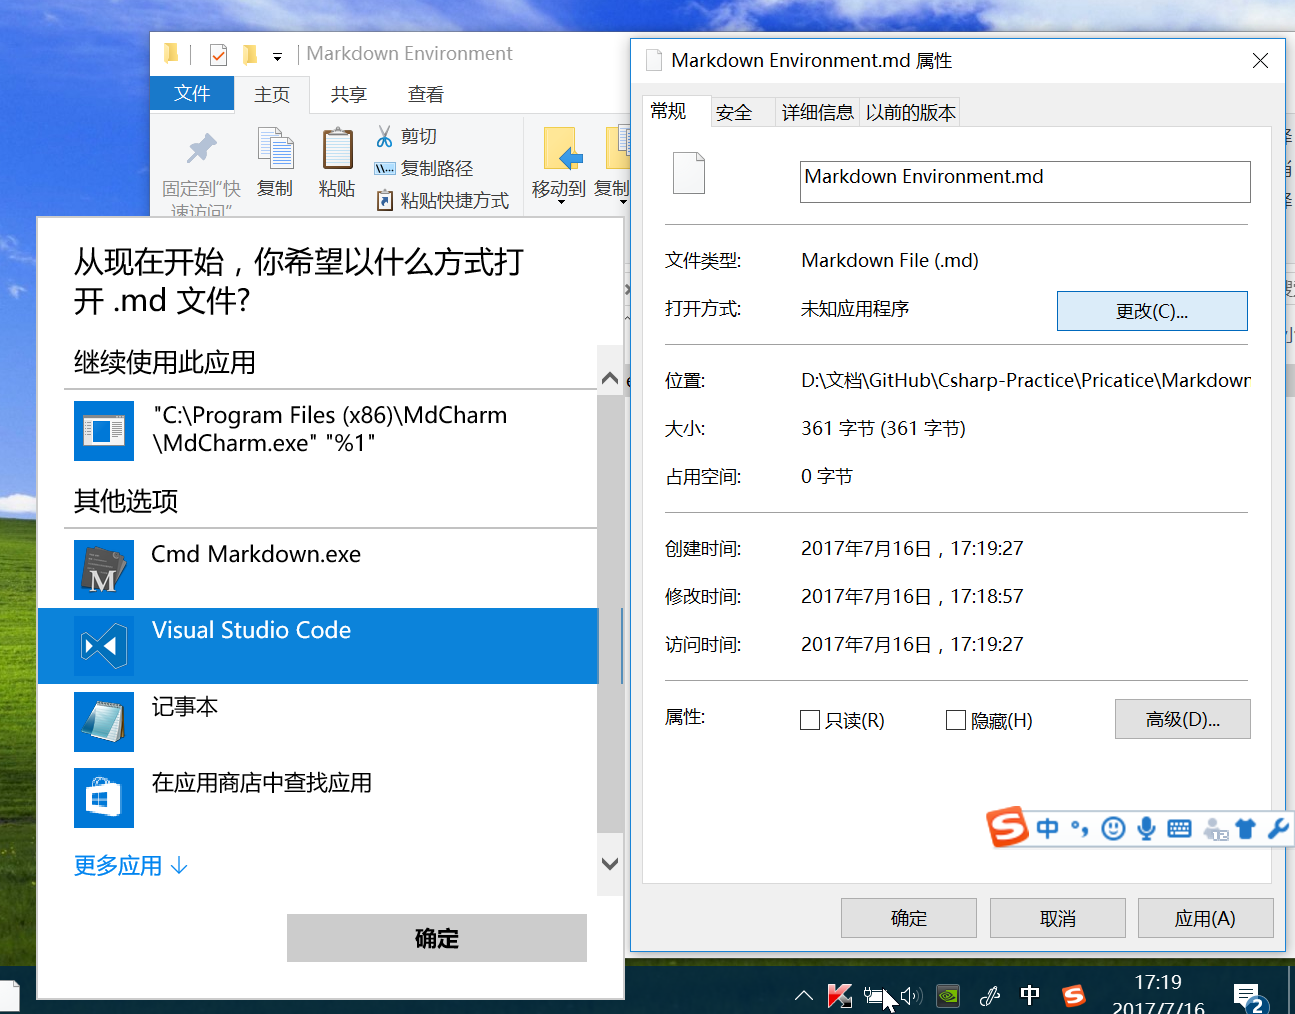 Markdown Environment
文件
主页
共享
查看
固定到"快
速访问"
复制
粘贴
剪切
复制路径
粘贴快捷方式
移动到
复制
从现在开始，你希望以什么方式打
开 .md 文件?
继续使用此应用
"C:\Program Files (x86)\MdCharm
\MdCharm.exe" "%1"
其他选项
Cmd Markdown.exe
Visual Studio Code
记事本
在应用商店中查找应用
更多应用
确定
Markdown Environment.md 属性
常规
安全
详细信息
以前的版本
Markdown Environment.md
文件类型:
Markdown File (.md)
打开方式:
未知应用程序
更改(C)...
位置:
D:\文档\GitHub\Csharp-Practice\Pricatice\Markdown
大小:
361 字节 (361 字节)
占用空间:
0 字节
创建时间:
2017年7月16日，17:19:27
修改时间:
2017年7月16日，17:18:57
访问时间:
2017年7月16日，17:19:27
属性:
只读(R)
隐藏(H)
高级(D)...
中
12
确定
取消
应用(A)
中
17:19
2017/7/16
2